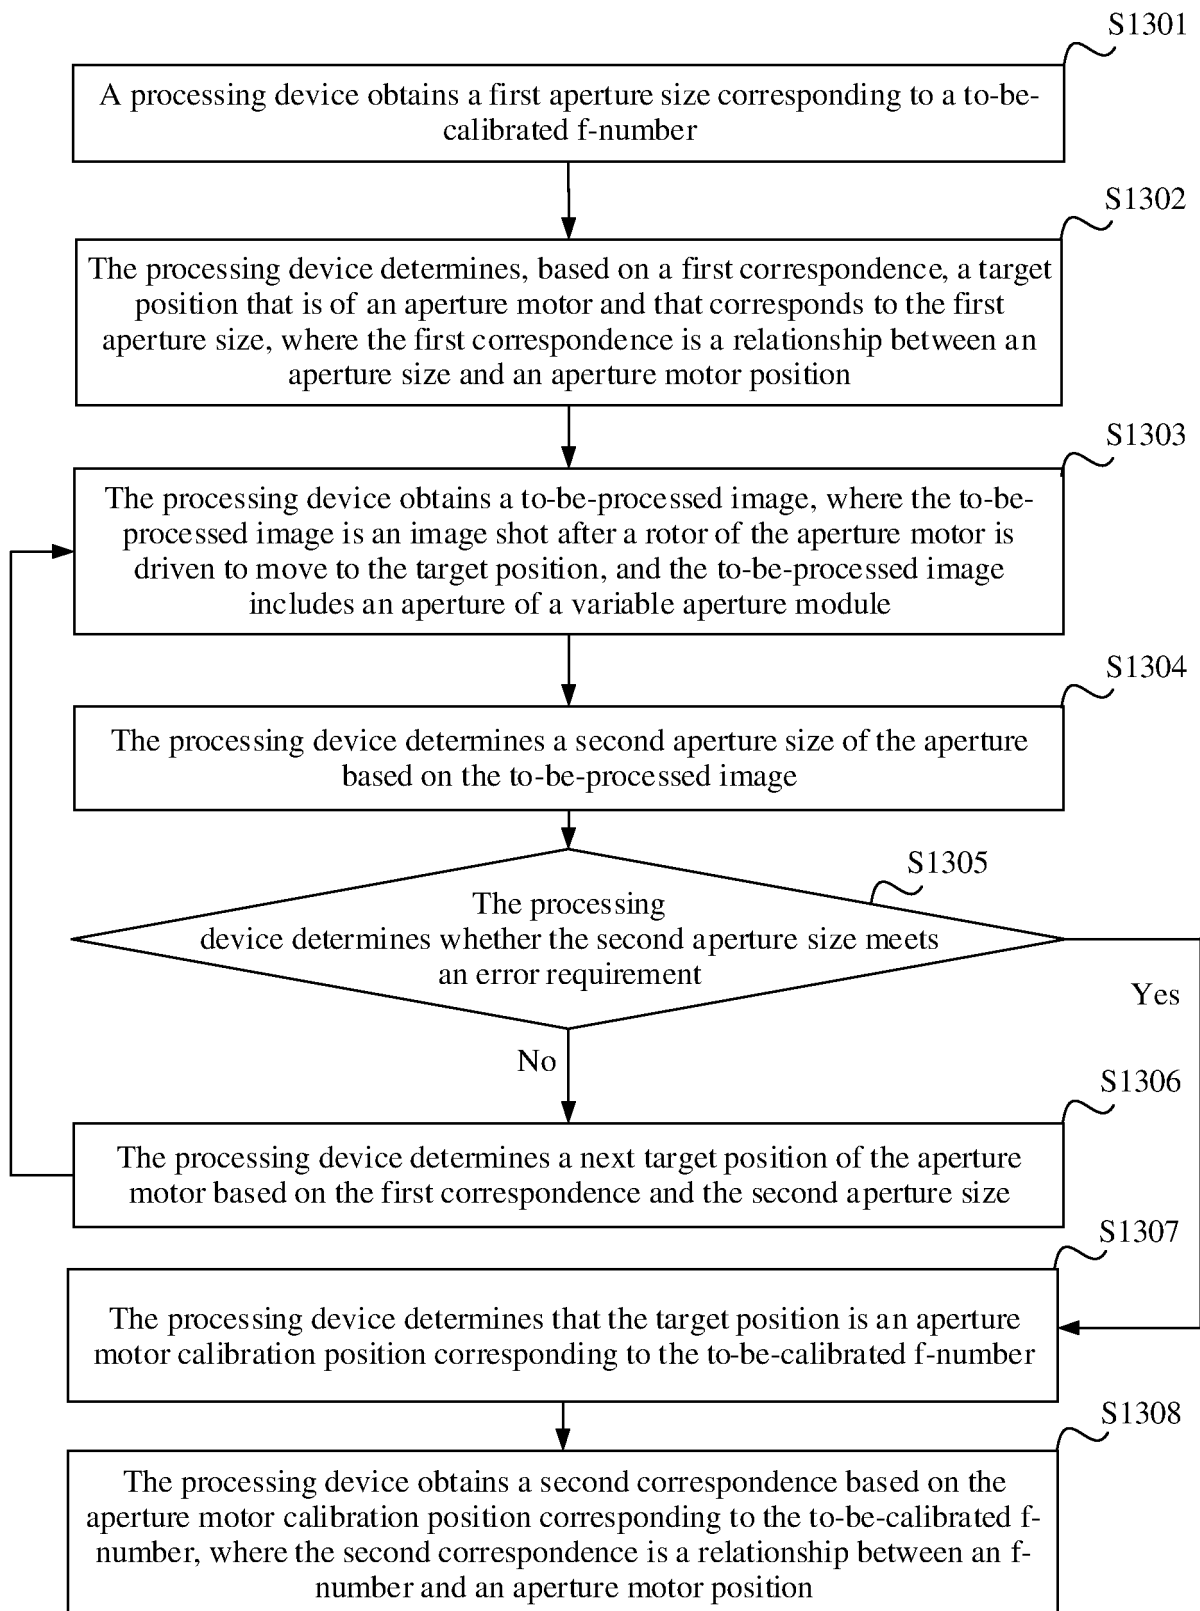 S1301
A processing device obtains a first aperture size corresponding to a to-be-
calibrated f-number
S1302
The processing device determines, based on a first correspondence, a target
position that is of an aperture motor and that corresponds to the first
aperture size, where the first correspondence is a relationship between an
aperture size and an aperture motor position
S1303
The processing device obtains a to-be-processed image, where the to-be-
processed image is an image shot after a rotor of the aperture motor is
driven to move to the target position, and the to-be-processed image
includes an aperture of a variable aperture module
S1304
The processing device determines a second aperture size of the aperture
based on the to-be-processed image
S1305
The processing
device determines whether the second aperture size meets
an error requirement
Yes
No
S1306
The processing device determines a next target position of the aperture
motor based on the first correspondence and the second aperture size
S1307
The processing device determines that the target position is an aperture
motor calibration position corresponding to the to-be-calibrated f-number
S1308
The processing device obtains a second correspondence based on the
aperture motor calibration position corresponding to the to-be-calibrated f-
number, where the second correspondence is a relationship between an f-
number and an aperture motor position